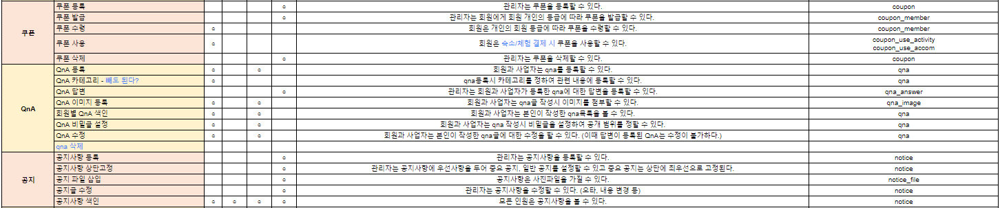 쿠폰
쿠폰 등록 ○ 관리자는 쿠폰을 등록할 수 있다. coupon
쿠폰 발급 ○ 관리자는 회원에게 회원 개인의 등급에 따라 쿠폰을 발급할 수 있다. coupon_member
쿠폰 수령 ○ 회원은 개인의 회원 등급에 따라 쿠폰을 수령할 수 있다. coupon_member
쿠폰 사용 ○ 회원은 숙소/체험 결제 시 쿠폰을 사용할 수 있다. coupon_use_activity
coupon_use_accom
쿠폰 삭제 ○ 관리자는 쿠폰을 삭제할 수 있다. coupon
QnA
QnA 등록 ○ ○ 회원과 사업자는 qna를 등록할 수 있다. qna
QnA 카테고리 - 빼도 된다? ○ qna등록시 카테고리를 정하여 관련 내용에 등록할 수 있다. qna
QnA 답변 ○ 관리자는 회원과 사업자가 등록한 qna에 대한 답변을 등록할 수 있다. qna_answer
QnA 이미지 등록 ○ ○ 회원과 사업자는 qna글 작성시 이미지를 첨부할 수 있다. qna_image
회원별 QnA 색인 ○ ○ 회원과 사업자는 본인이 작성한 qna목록을 볼 수 있다. qna
QnA 비밀글 설정 ○ ○ 회원과 사업자는 qna 작성시 비밀글을 설정하여 공개 범위를 정할 수 있다. qna
QnA 수정 ○ ○ 회원과 사업자는 본인이 작성한 qna글에 대한 수정을 할 수 있다. (이때 답변이 등록된 QnA는 수정이 불가하다.) qna
qna 삭제
공지
공지사항 등록 ○ 관리자는 공지사항을 등록할 수 있다. notice
공지사항 상단고정 ○ 관리자는 공지사항에 우선사항을 두어 중요 공지, 일반 공지를 설정할 수 있고 중요 공지는 상단에 최우선으로 고정된다. notice
공지 파일 삽입 ○ 공지사항은 사진파일을 가질 수 있다. notice_file
공지글 수정 ○ 관리자는 공지사항을 수정할 수 있다. (오타, 내용 변경 등) notice
공지사항 색인 ○ ○ ○ ○ 모든 인원은 공지사항을 볼 수 있다. notice